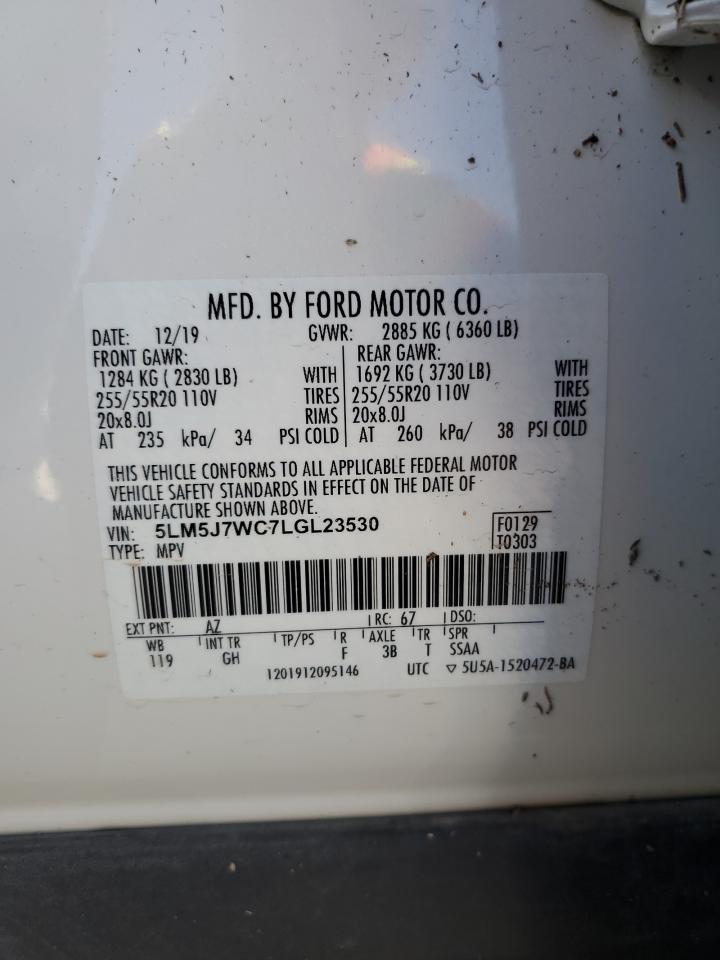 MFD. BY FORD MOTOR CO.
DATE: 12/19 GVWR: 2885 KG ( 6360 LB)
FRONT GAWR: REAR GAWR:
1284 KG ( 2830 LB) WITH 1692 KG ( 3730 LB) WITH
255/55R20 110V TIRES 255/55R20 110V TIRES
20x8.0J RIMS 20x8.0J RIMS
AT 235 kPa/ 34 PSI COLD AT 260 kPa/ 38 PSI COLD
THIS VEHICLE CONFORMS TO ALL APPLICABLE FEDERAL MOTOR
VEHICLE SAFETY STANDARDS IN EFFECT ON THE DATE OF
MANUFACTURE SHOWN ABOVE.
VIN: 5LM5J7WC7LGL23530 F0129
TYPE: MPV T0303
EXT PNT: AZ RC: 67 DSO:
WB INT TR TP/PS R AXLE TR SPR
119 GH F 3B T SSAA
1201912095146 UTC ▽ 5U5A-1520472-BA